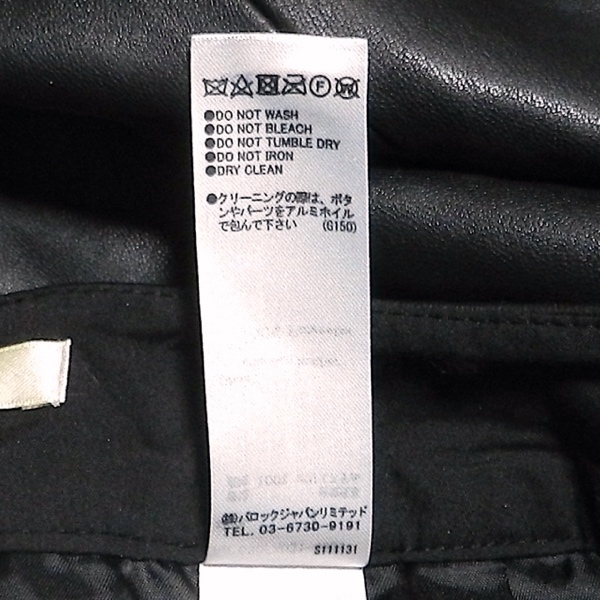 ●DO NOT WASH
●DO NOT BLEACH
●DO NOT TUMBLE DRY
●DO NOT IRON
●DRY CLEAN
●クリーニングの際は、ボタ
ンやパーツをアルミホイル
で包んで下さい (G150)
㈱バロックジャパンリミテッド
TEL. 03-6730-9191
S111131